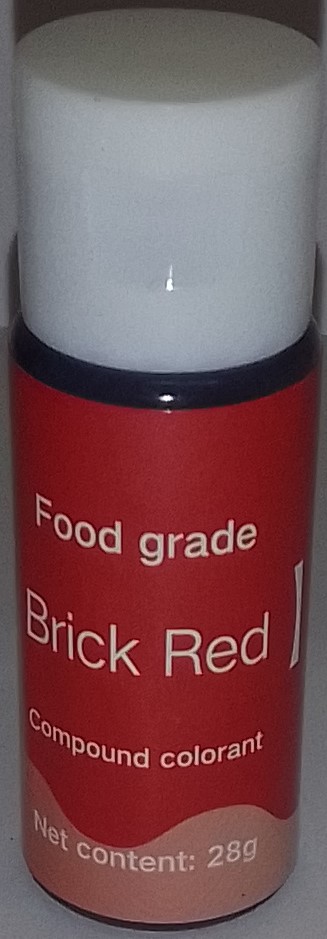 Food grade
Brick Red
Compound colorant
Net content: 28g